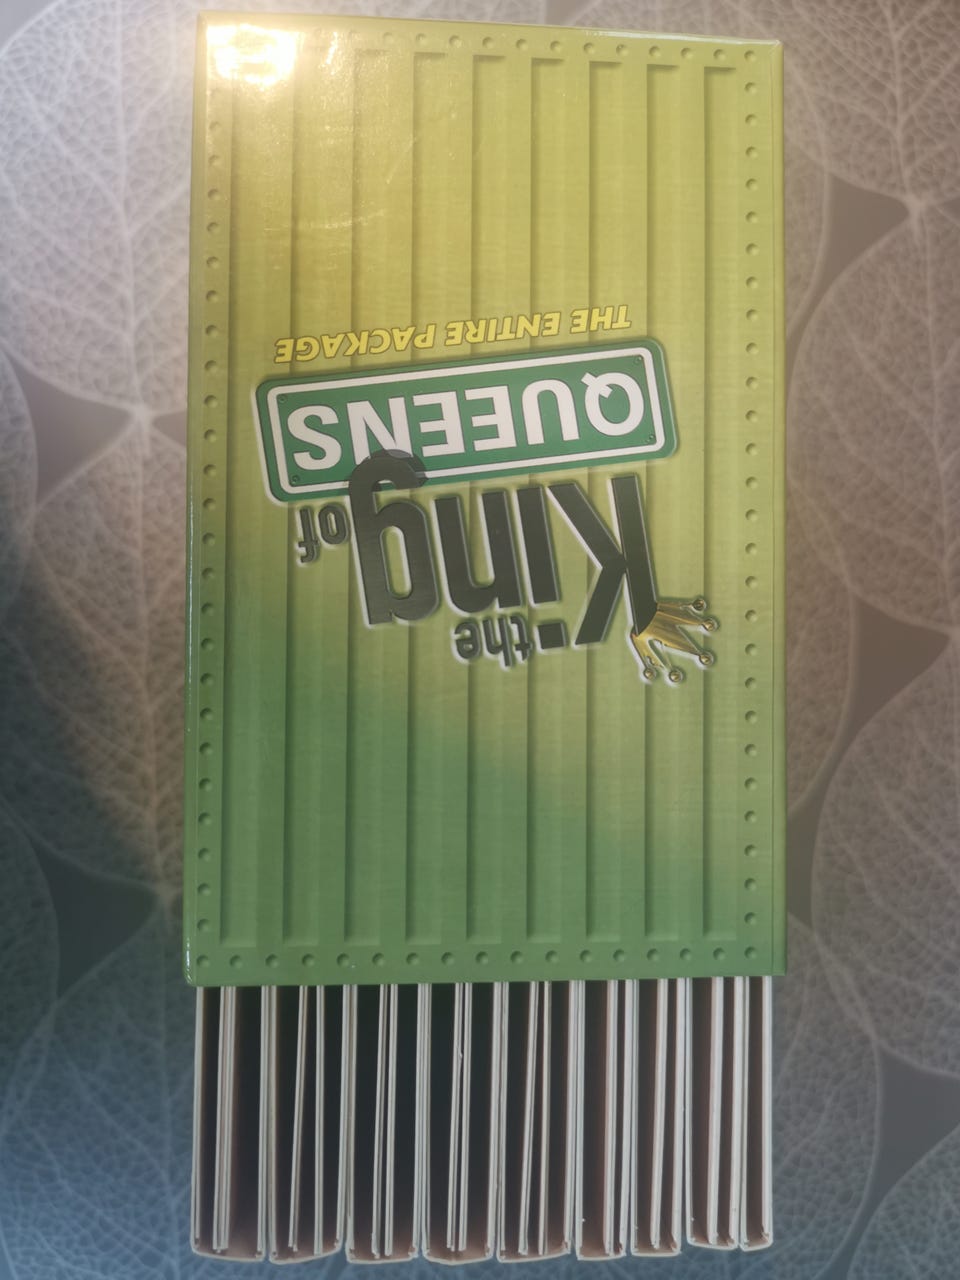 the
King of
QUEENS
THE ENTIRE PACKAGE